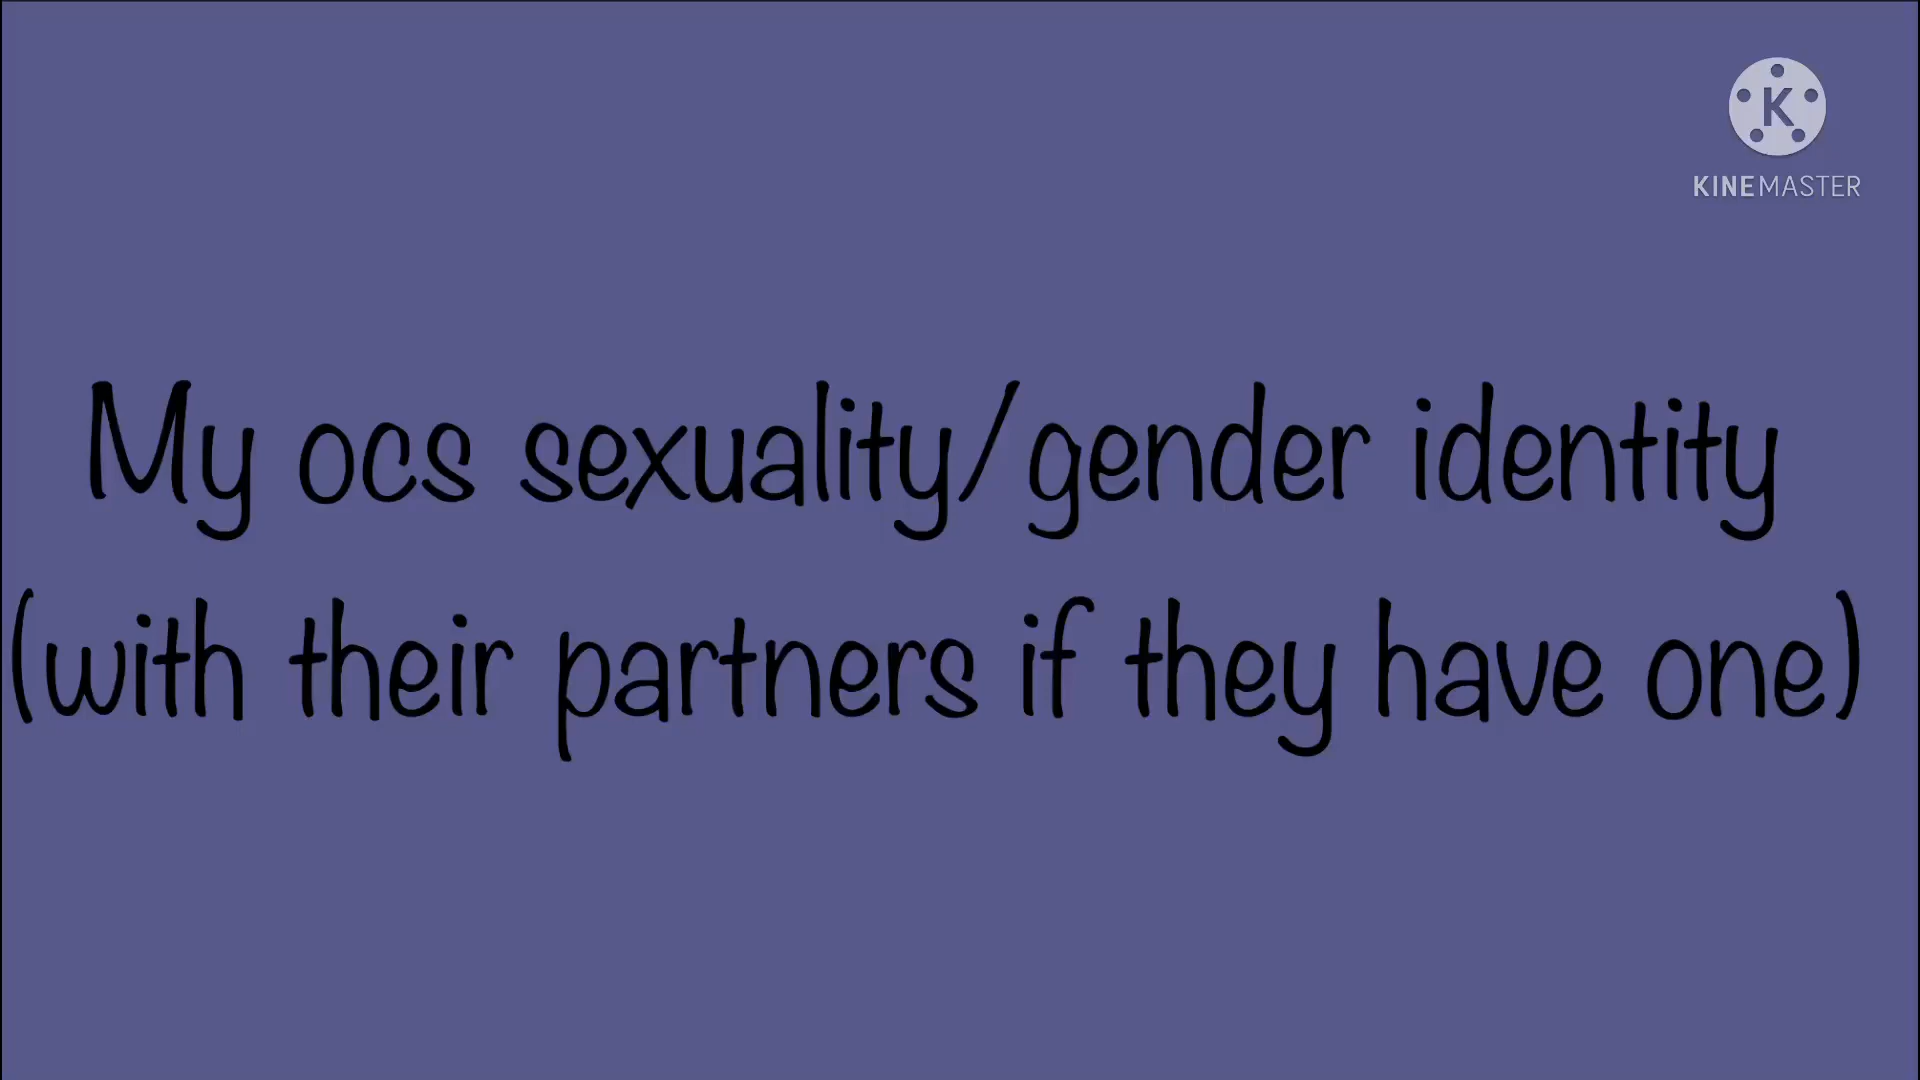 K
KINEMASTER
My ocs sexuality/gender identity
(with their partners if they have one)